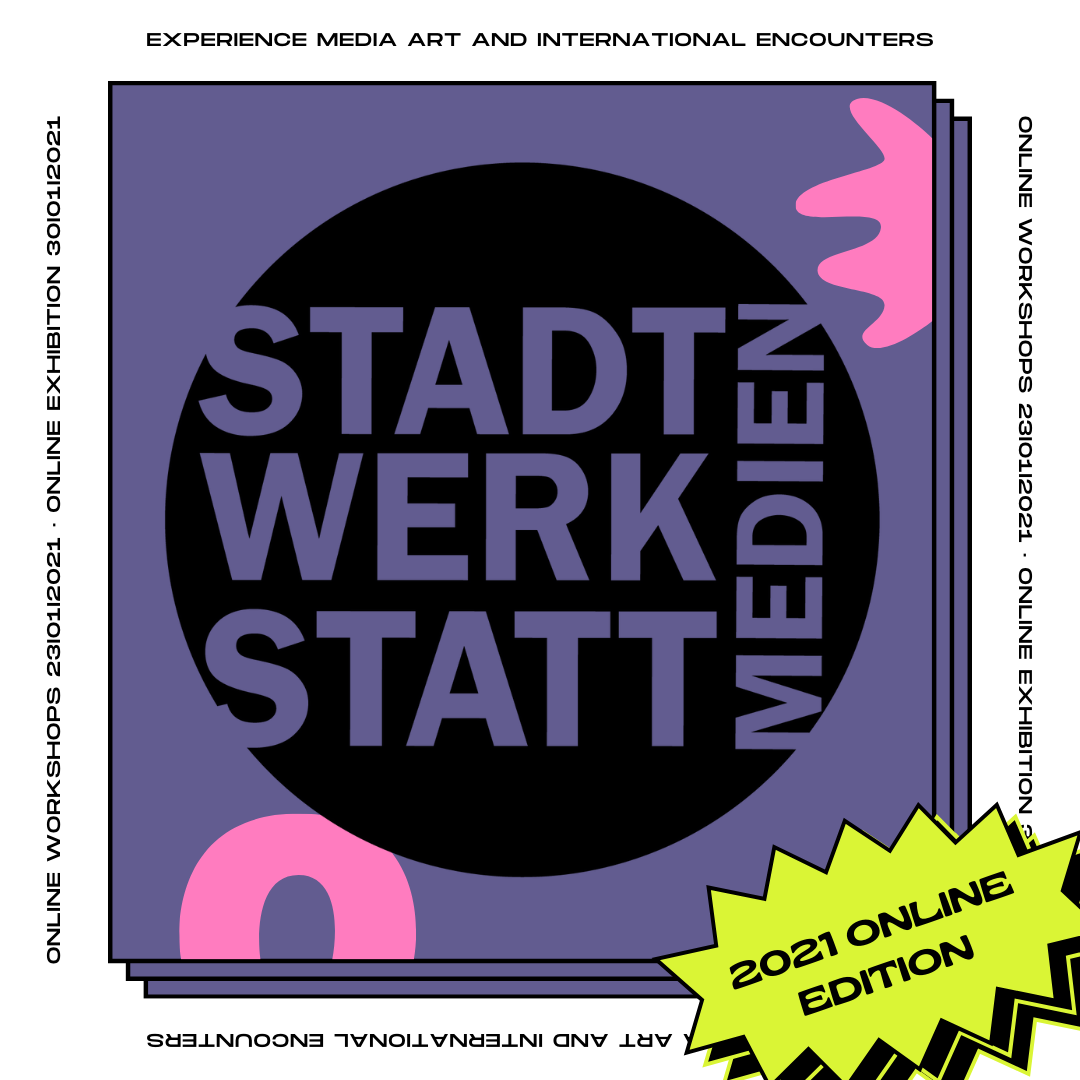 EXPERIENCE MEDIA ART AND INTERNATIONAL ENCOUNTERS
ONLINE WORKSHOPS 23|01|2021 · ONLINE EXHIBITION 30|01|2021
STADT
WERK
STATT
MEDIEN
ONLINE WORKSHOPS 23|01|2021 · ONLINE EXHIBITION
2021 ONLINE
EDITION
ART AND INTERNATIONAL ENCOUNTERS